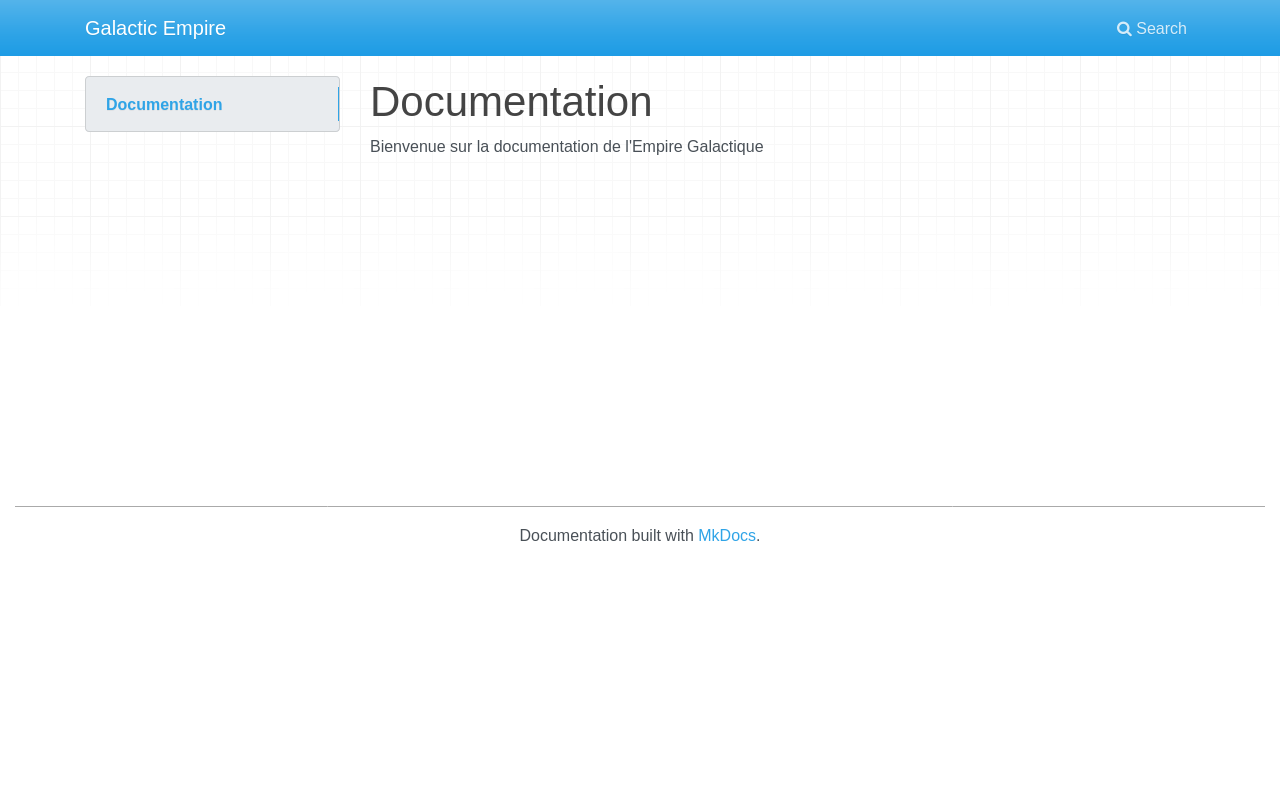 Galactic Empire
Search
Documentation
Documentation
Bienvenue sur la documentation de l'Empire Galactique
Documentation built with MkDocs.